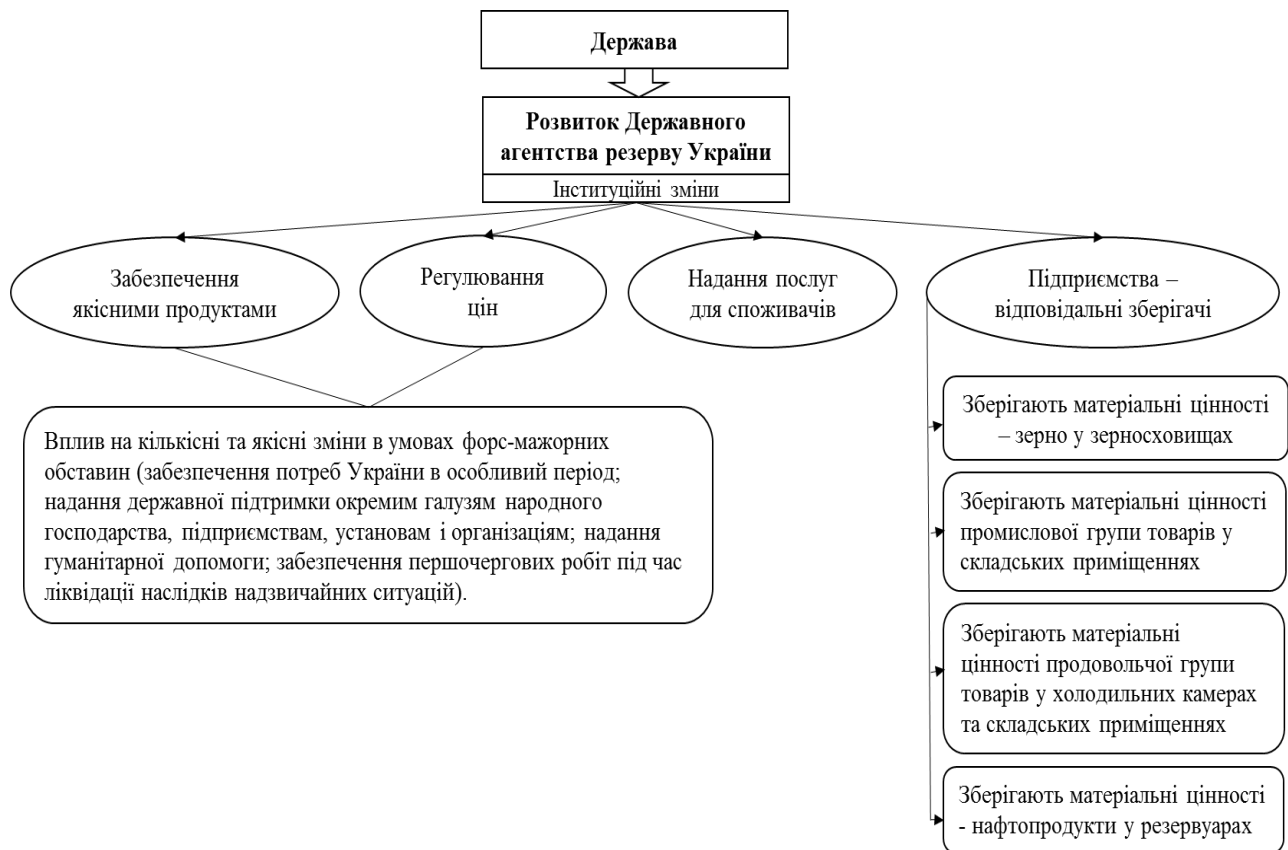 Держава
Розвиток Державного
агентства резерву України
Інституційні зміни
Забезпечення
якісними продуктами
Регулювання
цін
Надання послуг
для споживачів
Підприємства –
відповідальні зберігачі
Вплив на кількісні та якісні зміни в умовах форс-мажорних
обставин (забезпечення потреб України в особливий період;
надання державної підтримки окремим галузям народного
господарства, підприємствам, установам і організаціям; надання
гуманітарної допомоги; забезпечення першочергових робіт під час
ліквідації наслідків надзвичайних ситуацій).
Зберігають матеріальні цінності
– зерно у зерносховищах
Зберігають матеріальні цінності
промислової групи товарів у
складських приміщеннях
Зберігають матеріальні
цінності продовольчої групи
товарів у холодильних камерах
та складських приміщеннях
Зберігають матеріальні цінності
- нафтопродукти у резервуарах